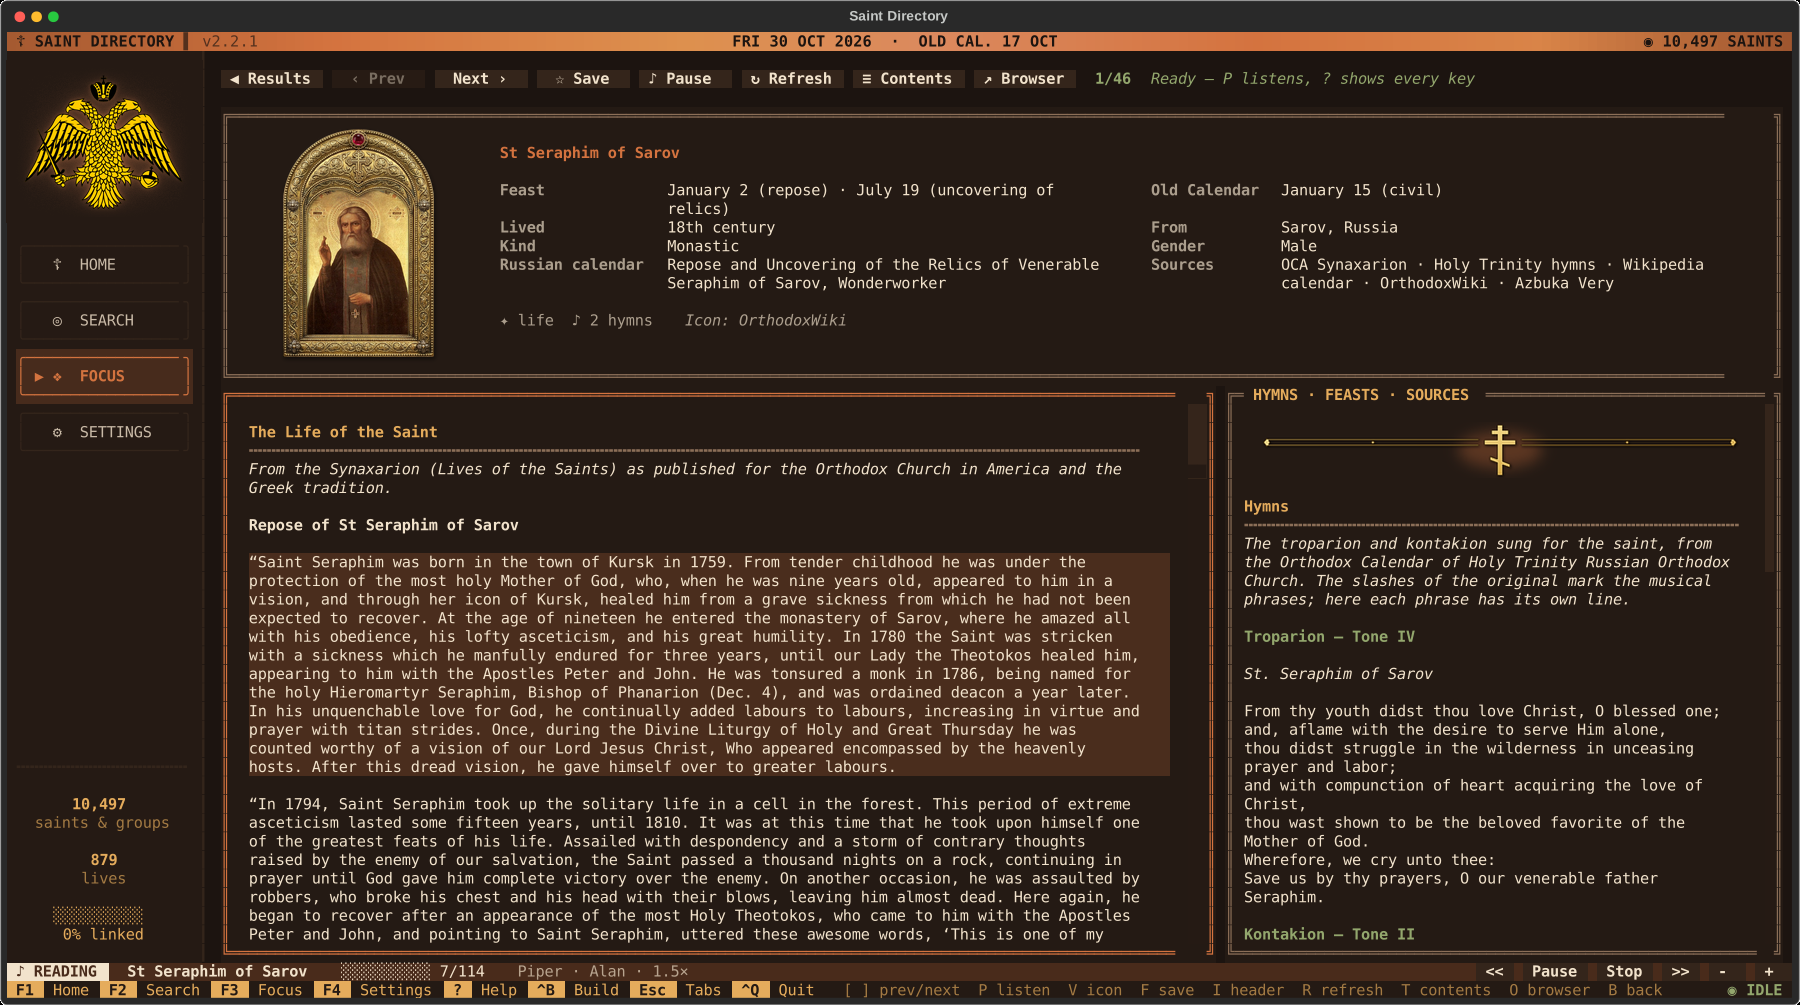 Saint Directory
☦ SAINT DIRECTORY v2.2.1 FRI 30 OCT 2026 · OLD CAL. 17 OCT ◉ 10,497 SAINTS
◀ Results ‹ Prev Next › ☆ Save ♪ Pause ↻ Refresh ≡ Contents ↗ Browser 1/46 Ready — P listens, ? shows every key
☦ HOME
◎ SEARCH
▶ ❖ FOCUS
⚙ SETTINGS
10,497
saints & groups
879
lives
0% linked
St Seraphim of Sarov
Feast January 2 (repose) · July 19 (uncovering of
relics)
Lived 18th century
Kind Monastic
Russian calendar Repose and Uncovering of the Relics of Venerable
Seraphim of Sarov, Wonderworker
Old Calendar January 15 (civil)
From Sarov, Russia
Gender Male
Sources OCA Synaxarion · Holy Trinity hymns · Wikipedia
calendar · OrthodoxWiki · Azbuka Very
✦ life ♪ 2 hymns Icon: OrthodoxWiki
The Life of the Saint
From the Synaxarion (Lives of the Saints) as published for the Orthodox Church in America and the
Greek tradition.
Repose of St Seraphim of Sarov
“Saint Seraphim was born in the town of Kursk in 1759. From tender childhood he was under the
protection of the most holy Mother of God, who, when he was nine years old, appeared to him in a
vision, and through her icon of Kursk, healed him from a grave sickness from which he had not been
expected to recover. At the age of nineteen he entered the monastery of Sarov, where he amazed all
with his obedience, his lofty asceticism, and his great humility. In 1780 the Saint was stricken
with a sickness which he manfully endured for three years, until our Lady the Theotokos healed him,
appearing to him with the Apostles Peter and John. He was tonsured a monk in 1786, being named for
the holy Hieromartyr Seraphim, Bishop of Phanarion (Dec. 4), and was ordained deacon a year later.
In his unquenchable love for God, he continually added labours to labours, increasing in virtue and
prayer with titan strides. Once, during the Divine Liturgy of Holy and Great Thursday he was
counted worthy of a vision of our Lord Jesus Christ, Who appeared encompassed by the heavenly
hosts. After this dread vision, he gave himself over to greater labours.
“In 1794, Saint Seraphim took up the solitary life in a cell in the forest. This period of extreme
asceticism lasted some fifteen years, until 1810. It was at this time that he took upon himself one
of the greatest feats of his life. Assailed with despondency and a storm of contrary thoughts
raised by the enemy of our salvation, the Saint passed a thousand nights on a rock, continuing in
prayer until God gave him complete victory over the enemy. On another occasion, he was assaulted by
robbers, who broke his chest and his head with their blows, leaving him almost dead. Here again, he
began to recover after an appearance of the most Holy Theotokos, who came to him with the Apostles
Peter and John, and pointing to Saint Seraphim, uttered these awesome words, ‘This is one of my
HYMNS · FEASTS · SOURCES
Hymns
The troparion and kontakion sung for the saint, from
the Orthodox Calendar of Holy Trinity Russian Orthodox
Church. The slashes of the original mark the musical
phrases; here each phrase has its own line.
Troparion — Tone IV
St. Seraphim of Sarov
From thy youth didst thou love Christ, O blessed one;
and, aflame with the desire to serve Him alone,
thou didst struggle in the wilderness in unceasing
prayer and labor;
and with compunction of heart acquiring the love of
Christ,
thou wast shown to be the beloved favorite of the
Mother of God.
Wherefore, we cry unto thee:
Save us by thy prayers, O our venerable father
Seraphim.
Kontakion — Tone II
♪ READING St Seraphim of Sarov 7/114 Piper · Alan · 1.5× << Pause Stop >> - +
F1 Home F2 Search F3 Focus F4 Settings ? Help ^B Build Esc Tabs ^Q Quit [ ] prev/next P listen V icon F save I header R refresh T contents O browser B back ◉ IDLE